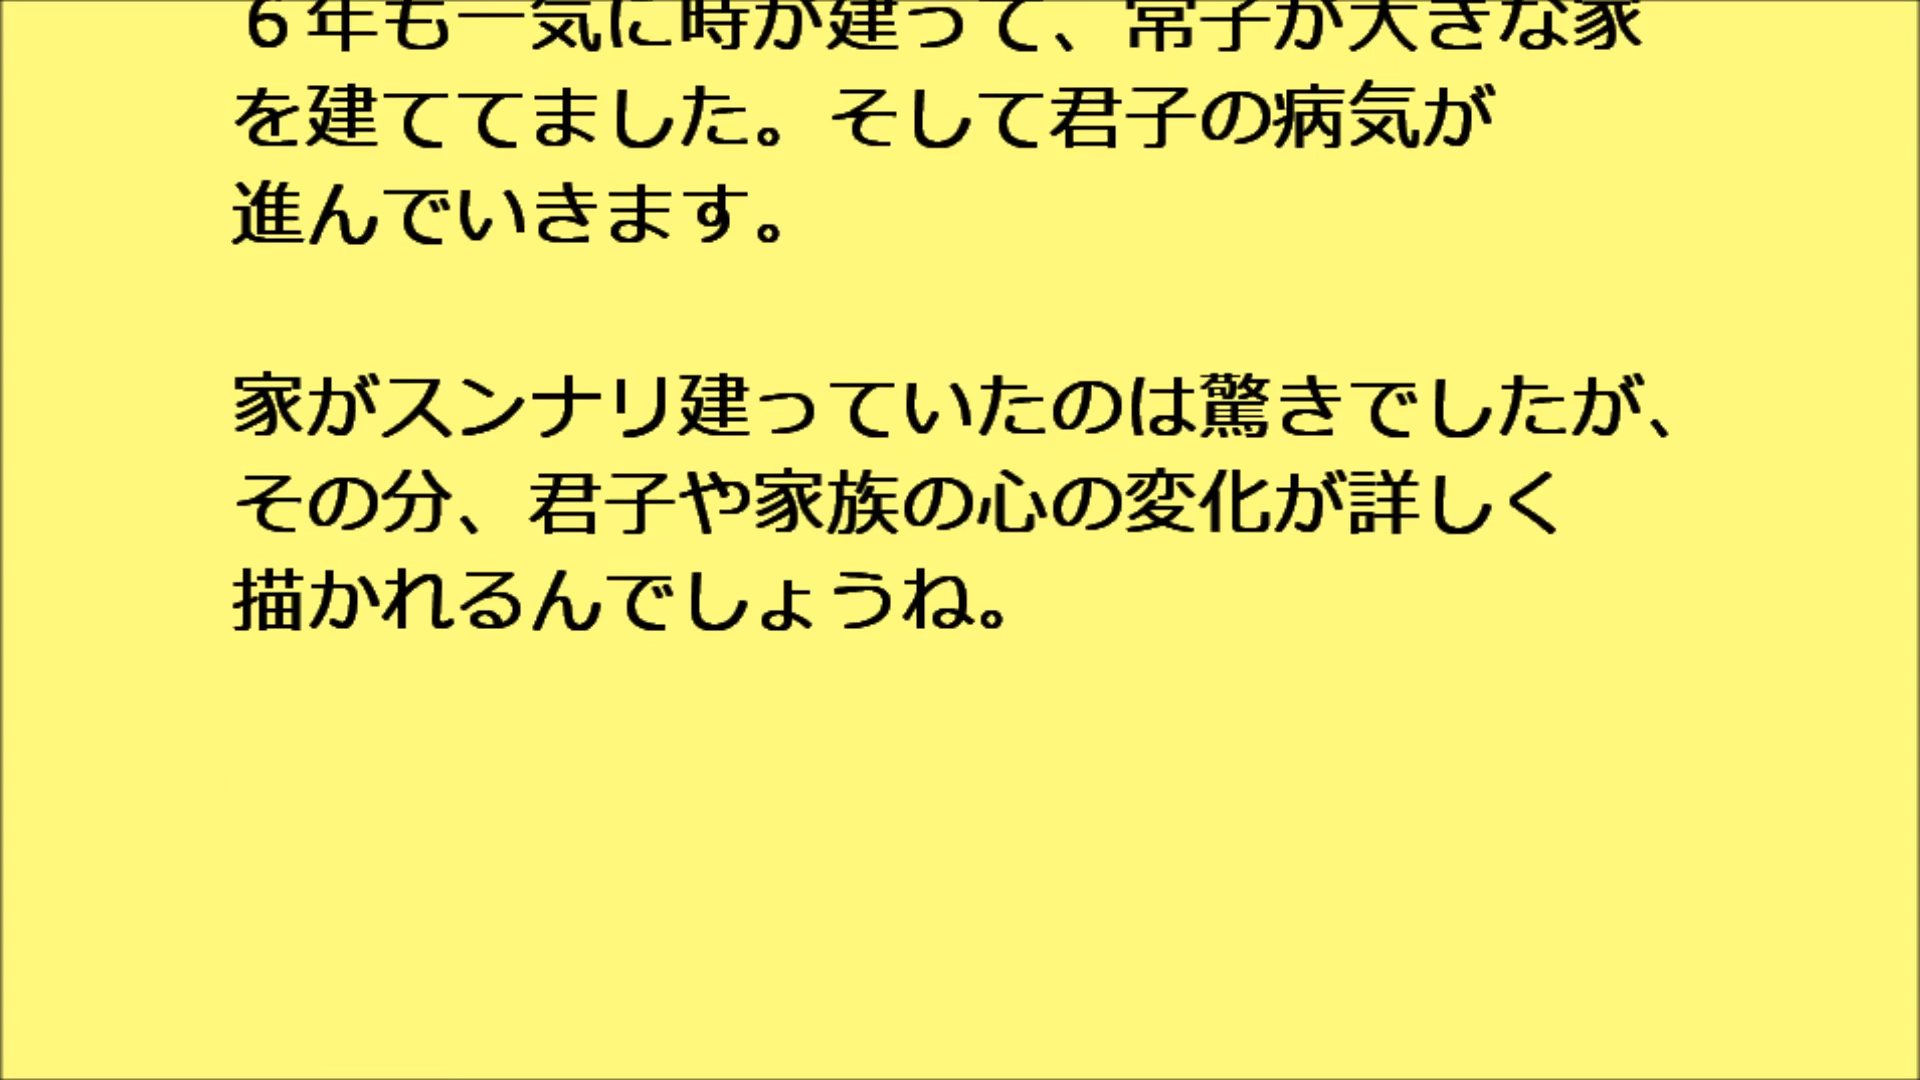 ６年も一気に時が建って、常子が大きな家
を建ててました。そして君子の病気が
進んでいきます。
家がスンナリ建っていたのは驚きでしたが、
その分、君子や家族の心の変化が詳しく
描かれるんでしょうね。